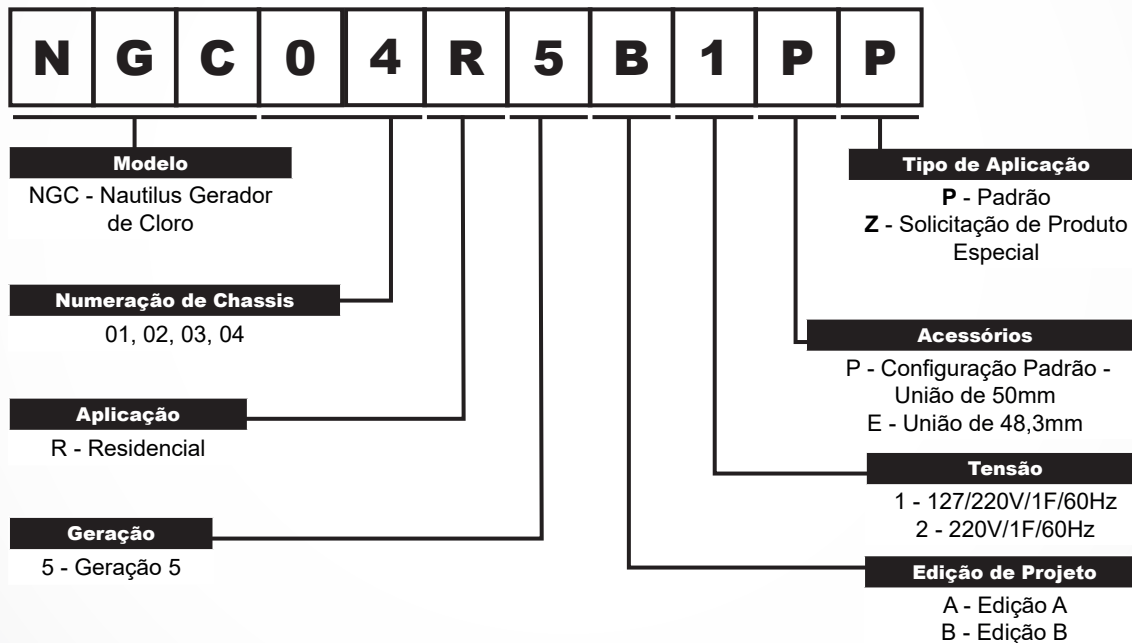 N G C 0 4 R 5 B 1 P P
Modelo
NGC - Nautilus Gerador
de Cloro
Numeração de Chassis
01, 02, 03, 04
Aplicação
R - Residencial
Geração
5 - Geração 5
Tipo de Aplicação
P - Padrão
Z - Solicitação de Produto
Especial
Acessórios
P - Configuração Padrão -
União de 50mm
E - União de 48,3mm
Tensão
1 - 127/220V/1F/60Hz
2 - 220V/1F/60Hz
Edição de Projeto
A - Edição A
B - Edição B